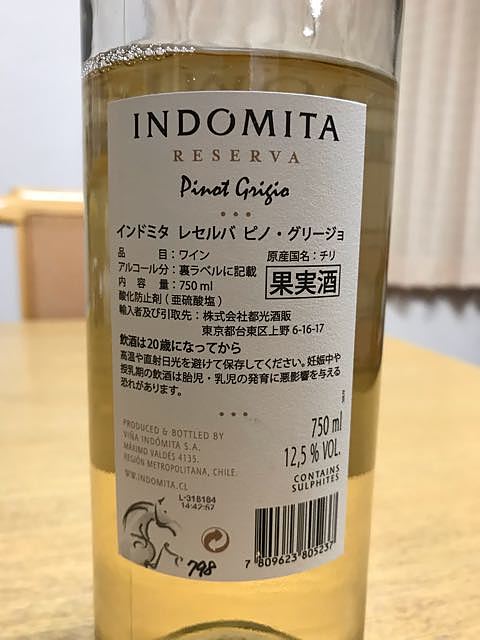 INDOMITA
RESERVA
Pinot Grigio
インドミタ レセルバ ピノ・グリージョ
品目：ワイン 原産国名：チリ
アルコール分：裏ラベルに記載
内容量：750 ml 果実酒
酸化防止剤（亜硫酸塩）
輸入者及び引取先：株式会社都光酒販
東京都台東区上野 6-16-17
飲酒は20歳になってから
高温や直射日光を避けて保存してください。妊娠中や
授乳期の飲酒は胎児・乳児の発育に悪影響を与える
恐れがあります。
PRODUCED & BOTTLED BY
VIÑA INDÓMITA S.A.
MÁXIMO VALDÉS 4135.
REGIÓN METROPOLITANA, CHILE.
WWW.INDOMITA.CL
750 ml
12,5 % VOL.
CONTAINS
SULPHITES
L-31B184
14:42:57
798
7 809623 805237